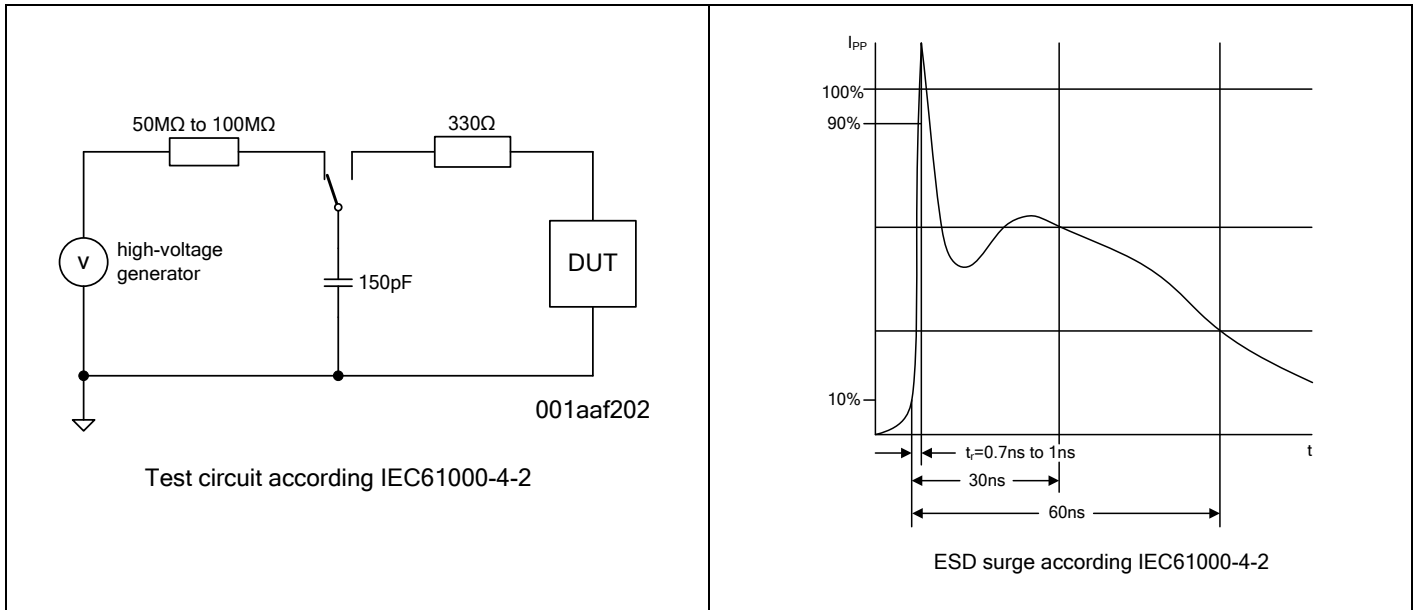 50MΩ to 100MΩ
330Ω
V
high-voltage
generator
150pF
DUT
001aaf202
Test circuit according IEC61000-4-2
IPP
100%
90%
10%
t
tr=0.7ns to 1ns
30ns
60ns
ESD surge according IEC61000-4-2